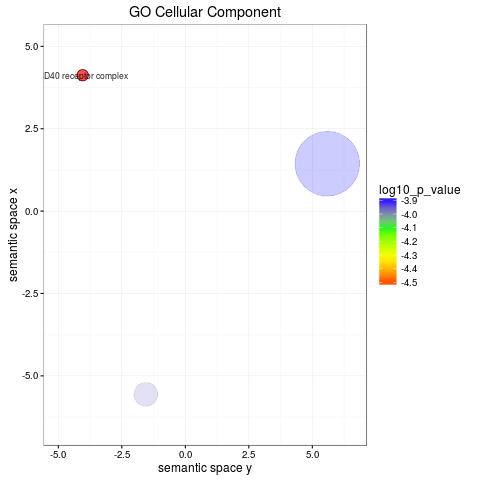 GO Cellular Component
5.0
2.5
0.0
-2.5
-5.0
-5.0 -2.5 0.0 2.5 5.0
semantic space x
semantic space y
D40 receptor complex
log10_p_value
-3.9
-4.0
-4.1
-4.2
-4.3
-4.4
-4.5